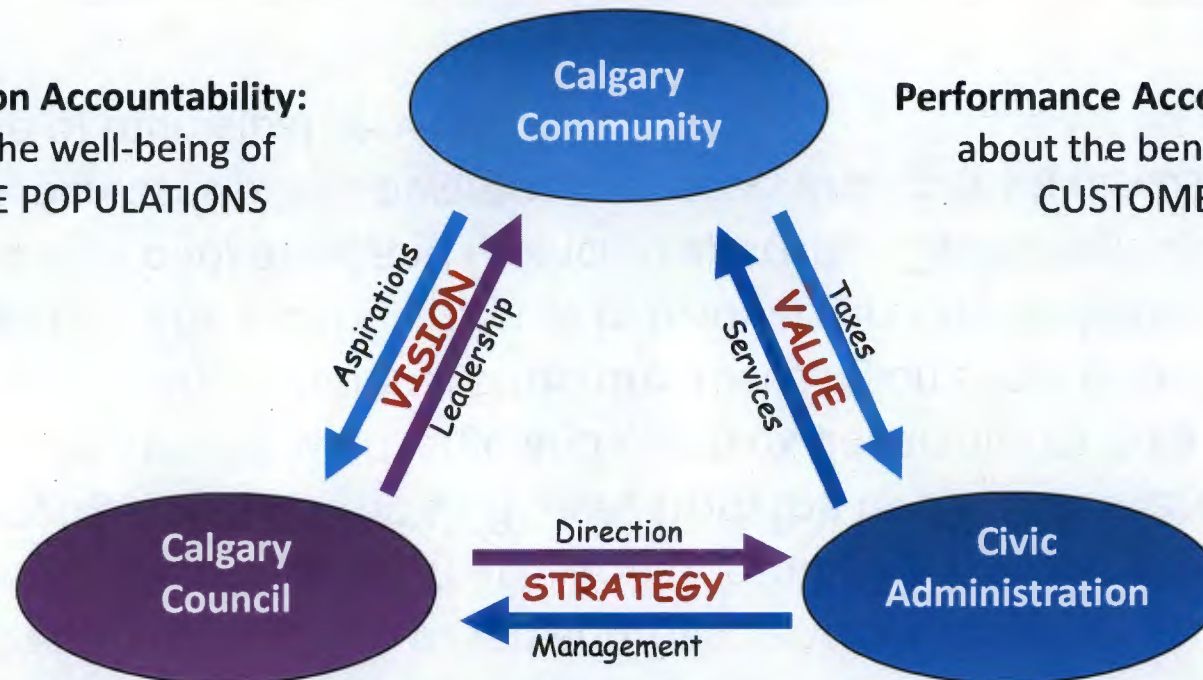 Calgary
Community
on Accountability:
he well-being of
E POPULATIONS
Performance Acco
about the ben
CUSTOME
Aspirations
VISION
Leadership
Taxes
VALUE
Services
Calgary
Council
Direction
STRATEGY
Management
Civic
Administration